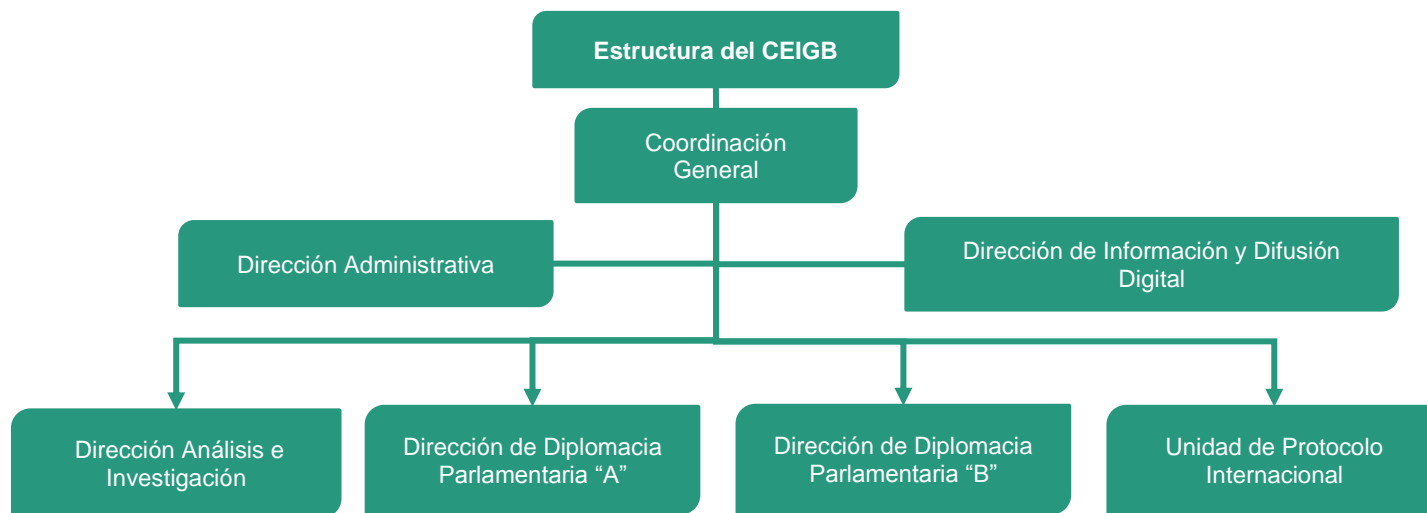 Estructura del CEIGB
Coordinación
General
Dirección Administrativa
Dirección de Información y Difusión
Digital
Dirección Análisis e
Investigación
Dirección de Diplomacia
Parlamentaria “A”
Dirección de Diplomacia
Parlamentaria “B”
Unidad de Protocolo
Internacional